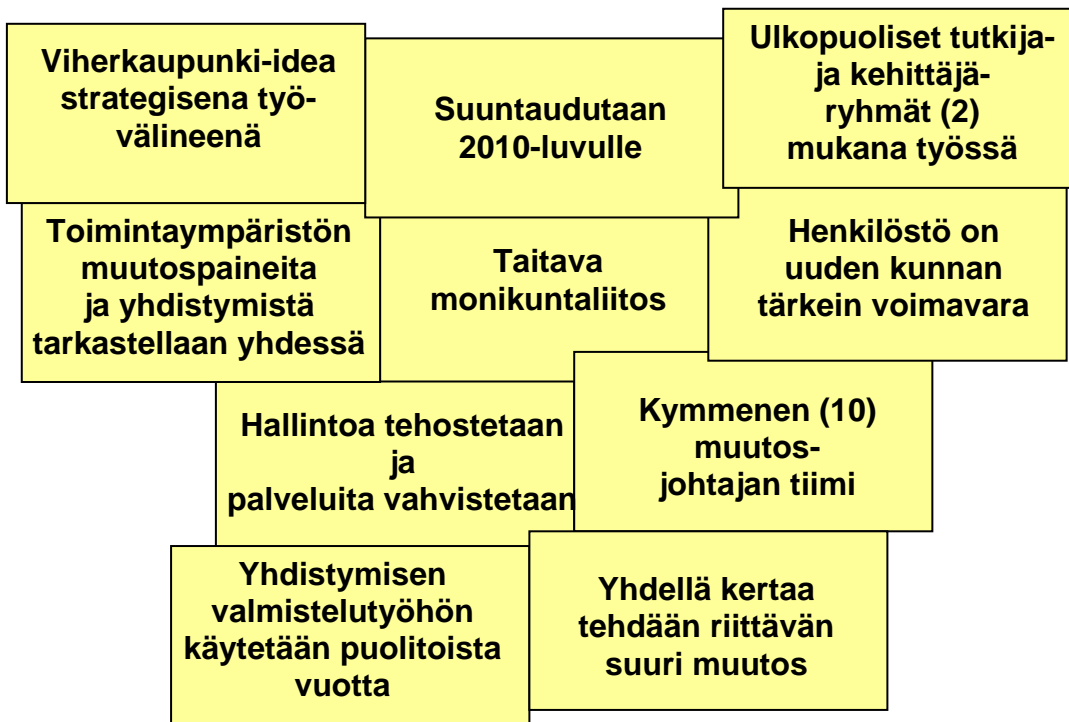 Viherkaupunki-idea
strategisena työ-
välineenä
Suuntaudutaan
2010-luvulle
Ulkopuoliset tutkija-
ja kehittäjä-
ryhmät (2)
mukana työssä
Toimintaympäristön
muutospaineita
ja yhdistymistä
tarkastellaan yhdessä
Taitava
monikuntaliitos
Henkilöstö on
uuden kunnan
tärkein voimavara
Hallintoa tehostetaan
ja
palveluita vahvistetaan
Kymmenen (10)
muutos-
johtajan tiimi
Yhdistymisen
valmistelutyöhön
käytetään puolitoista
vuotta
Yhdellä kertaa
tehdään riittävän
suuri muutos